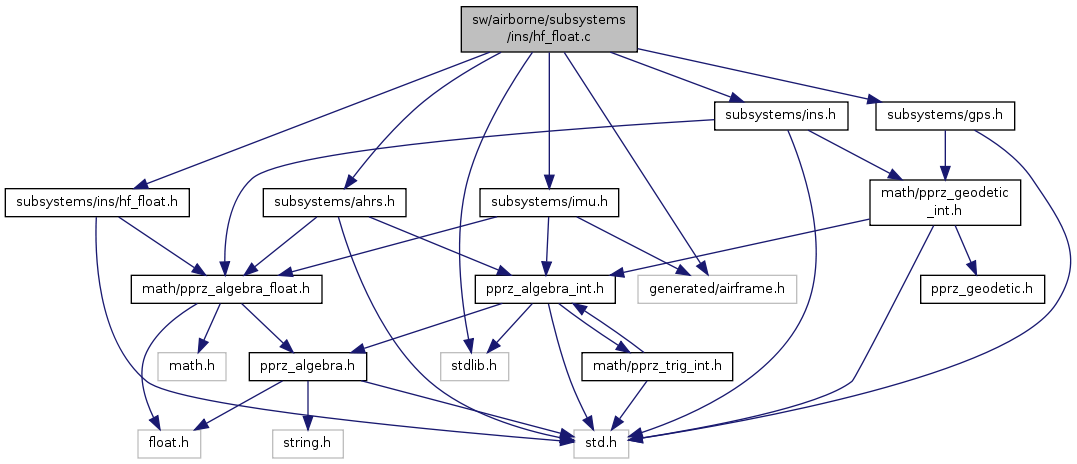 sw/airborne/subsystems
/ins/hf_float.c
subsystems/ins.h
subsystems/gps.h
subsystems/ins/hf_float.h
subsystems/ahrs.h
subsystems/imu.h
math/pprz_geodetic
_int.h
math/pprz_algebra_float.h
pprz_algebra_int.h
generated/airframe.h
pprz_geodetic.h
math.h
pprz_algebra.h
stdlib.h
math/pprz_trig_int.h
float.h
string.h
std.h